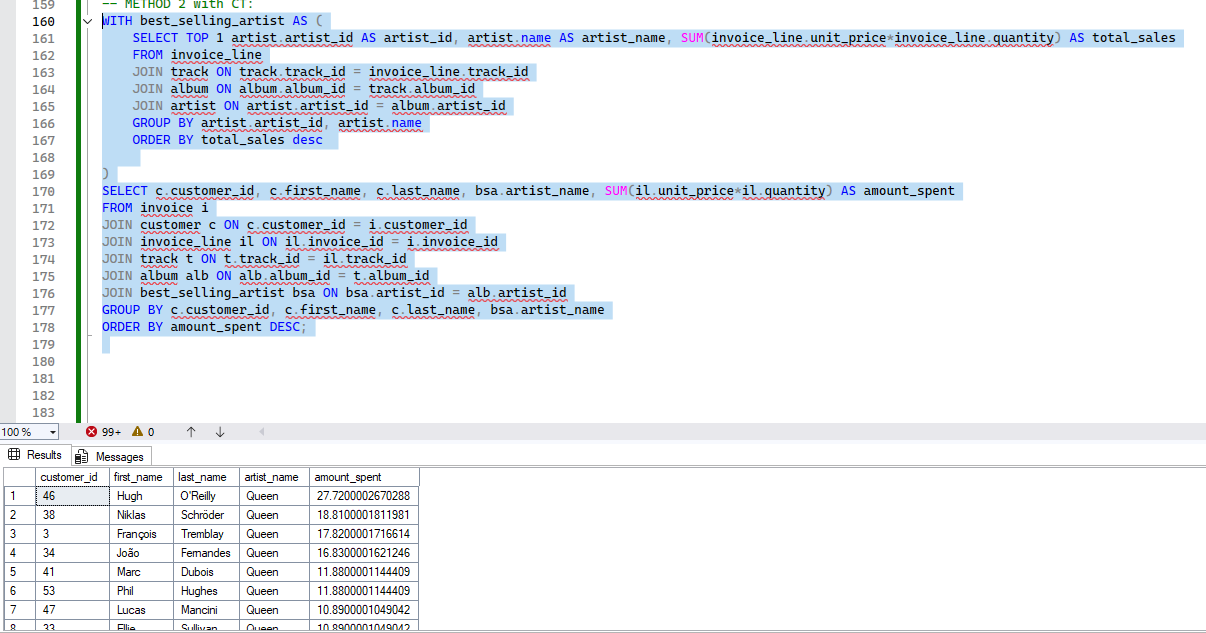 159 -- METHOD 2 with CT:
160 WITH best_selling_artist AS (
161 SELECT TOP 1 artist.artist_id AS artist_id, artist.name AS artist_name, SUM(invoice_line.unit_price*invoice_line.quantity) AS total_sales
162 FROM invoice_line
163 JOIN track ON track.track_id = invoice_line.track_id
164 JOIN album ON album.album_id = track.album_id
165 JOIN artist ON artist.artist_id = album.artist_id
166 GROUP BY artist.artist_id, artist.name
167 ORDER BY total_sales desc
168
169 )
170 SELECT c.customer_id, c.first_name, c.last_name, bsa.artist_name, SUM(il.unit_price*il.quantity) AS amount_spent
171 FROM invoice i
172 JOIN customer c ON c.customer_id = i.customer_id
173 JOIN invoice_line il ON il.invoice_id = i.invoice_id
174 JOIN track t ON t.track_id = il.track_id
175 JOIN album alb ON alb.album_id = t.album_id
176 JOIN best_selling_artist bsa ON bsa.artist_id = alb.artist_id
177 GROUP BY c.customer_id, c.first_name, c.last_name, bsa.artist_name
178 ORDER BY amount_spent DESC;
179
180
181
182
183
100 % 99+ 0
Results Messages
customer_id first_name last_name artist_name amount_spent
1 46 Hugh O'Reilly Queen 27.7200002670288
2 38 Niklas Schröder Queen 18.8100001811981
3 3 François Tremblay Queen 17.8200001716614
4 34 João Fernandes Queen 16.8300001621246
5 41 Marc Dubois Queen 11.8800001144409
6 53 Phil Hughes Queen 11.8800001144409
7 47 Lucas Mancini Queen 10.8900001049042
8 33 Ellie Sullivan Queen 10.8900001049042